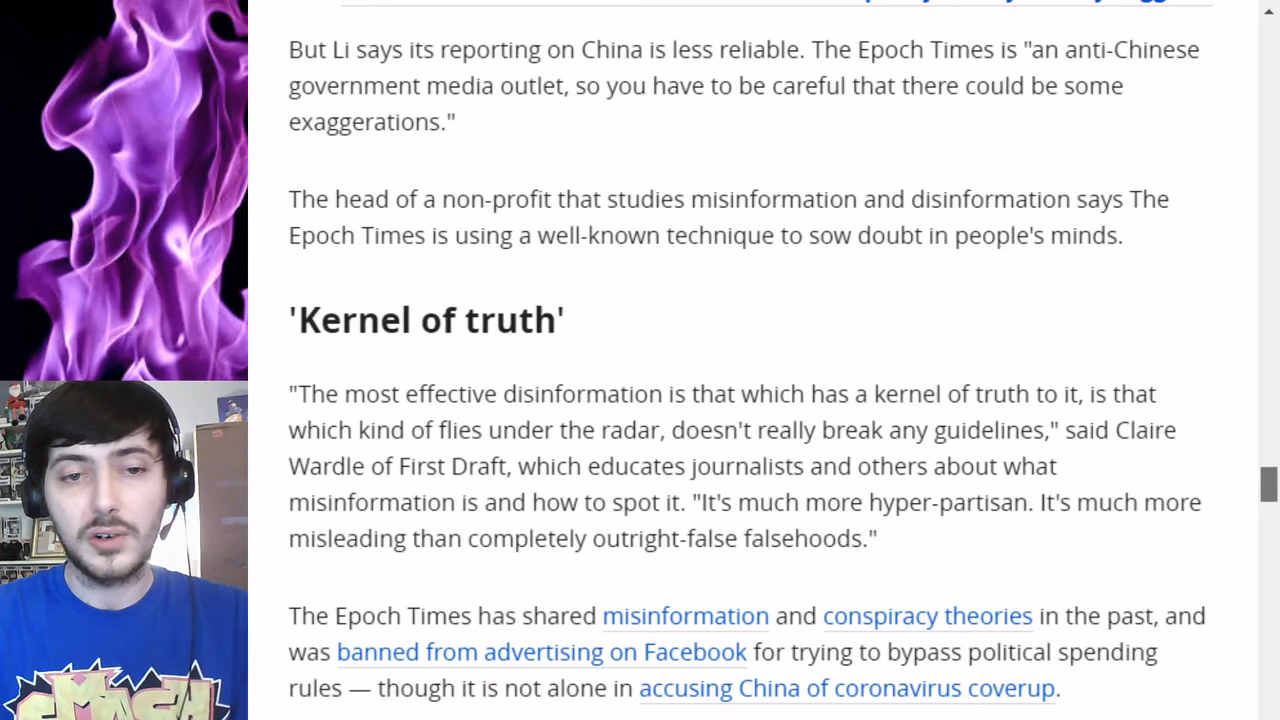 But Li says its reporting on China is less reliable. The Epoch Times is "an anti-Chinese
government media outlet, so you have to be careful that there could be some
exaggerations."
The head of a non-profit that studies misinformation and disinformation says The
Epoch Times is using a well-known technique to sow doubt in people's minds.
'Kernel of truth'
"The most effective disinformation is that which has a kernel of truth to it, is that
which kind of flies under the radar, doesn't really break any guidelines," said Claire
Wardle of First Draft, which educates journalists and others about what
misinformation is and how to spot it. "It's much more hyper-partisan. It's much more
misleading than completely outright-false falsehoods."
The Epoch Times has shared misinformation and conspiracy theories in the past, and
was banned from advertising on Facebook for trying to bypass political spending
rules — though it is not alone in accusing China of coronavirus coverup.
SMASH